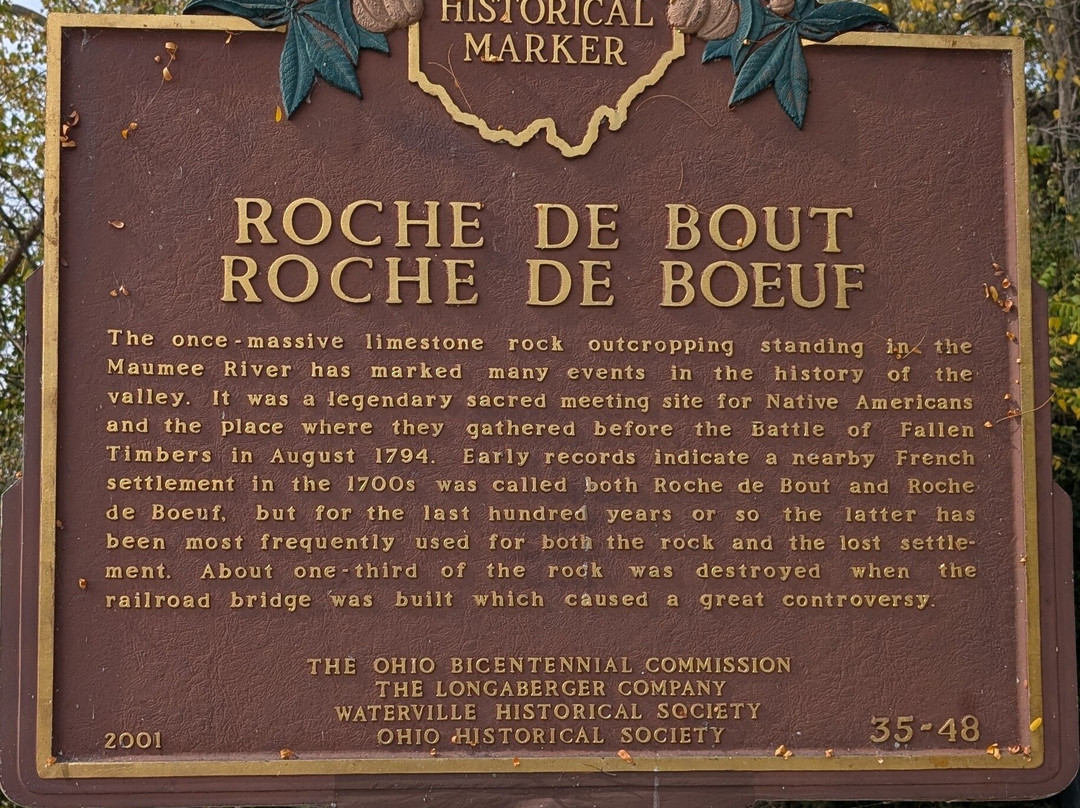 HISTORICAL
MARKER
ROCHE DE BOUT
ROCHE DE BOEUF
The once-massive limestone rock outcropping standing in the
Maumee River has marked many events in the history of the
valley. It was a legendary sacred meeting site for Native Americans
and the place where they gathered before the Battle of Fallen
Timbers in August 1794. Early records indicate a nearby French
settlement in the 1700s was called both Roche de Bout and Roche
de Boeuf, but for the last hundred years or so the latter has
been most frequently used for both the rock and the lost settle-
ment. About one-third of the rock was destroyed when the
railroad bridge was built which caused a great controversy.
THE OHIO BICENTENNIAL COMMISSION
THE LONGABERGER COMPANY
WATERVILLE HISTORICAL SOCIETY
OHIO HISTORICAL SOCIETY
2001
35-48